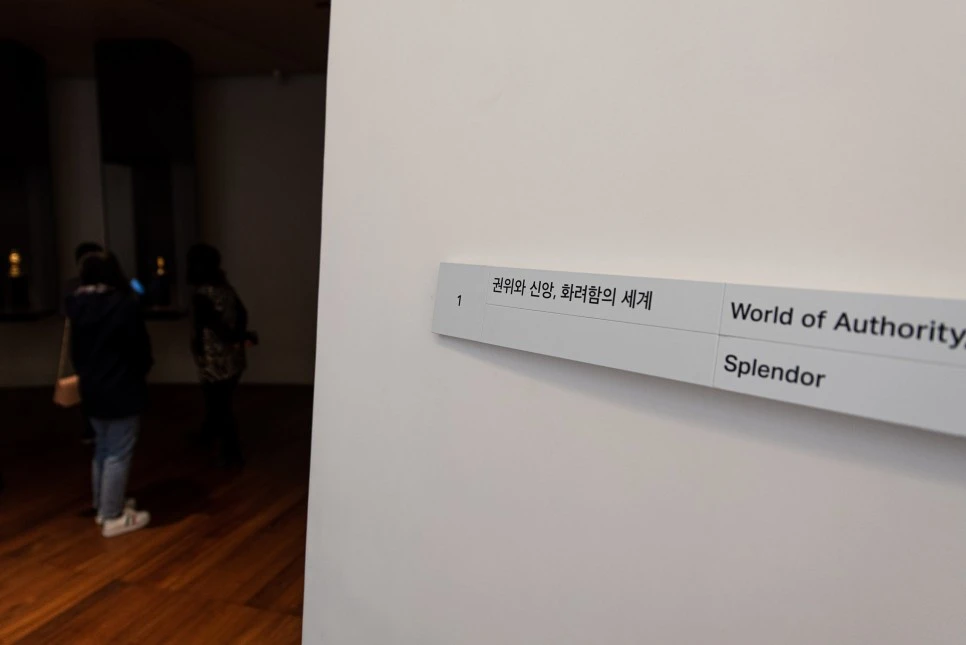 1
권위와 신앙, 화려함의 세계
World of Authority,
Splendor